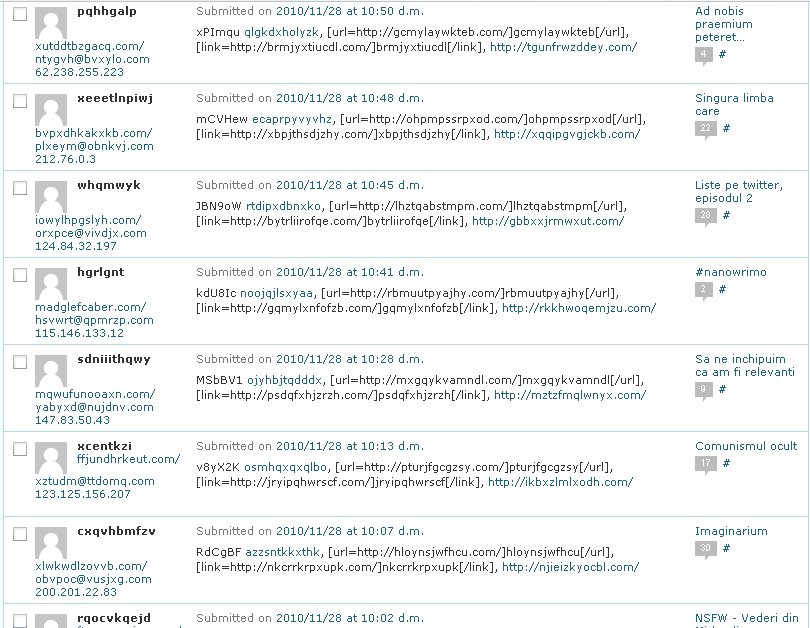 pqhhgalp
xutddtbzgacq.com/
ntygvh@bvxylo.com
62.238.255.223
Submitted on 2010/11/28 at 10:50 d.m.
xPImqu qlgkdxholyzk, [url=http://gcmylaywkteb.com/]gcmylaywkteb[/url],
[link=http://brmjyxtiucdl.com/]brmjyxtiucdl[/link], http://tgunfrwzddey.com/
Ad nobis
praemium
peteret...
4 #
xeeetlnpiwj
bvpxdhkakxkb.com/
plxeym@obnkvj.com
212.76.0.3
Submitted on 2010/11/28 at 10:48 d.m.
mCVHew ecaprpyvyvhz, [url=http://ohpmpssrpxod.com/]ohpmpssrpxod[/url],
[link=http://xbpjthsdjzhy.com/]xbpjthsdjzhy[/link], http://xqqipgvgjckb.com/
Singura limba
care
22 #
whqmwyk
iowylhpgslyh.com/
orxpce@vivdjx.com
124.84.32.197
Submitted on 2010/11/28 at 10:45 d.m.
JBN9oW rtdipxdbnxko, [url=http://lhztqabstmpm.com/]lhztqabstmpm[/url],
[link=http://bytrliirofqe.com/]bytrliirofqe[/link], http://gbbxxjrmwxut.com/
Liste pe twitter,
episodul 2
28 #
hgrlgnt
madglefcaber.com/
hsvwrt@qpmrzp.com
115.146.133.12
Submitted on 2010/11/28 at 10:41 d.m.
kdU8Ic noojqjlsxyaa, [url=http://rbmuutpyajhy.com/]rbmuutpyajhy[/url],
[link=http://gqmylxnfofzb.com/]gqmylxnfofzb[/link], http://rkkhwoqemjzu.com/
#nanowrimo
2 #
sdniiithqwy
mqwufunooaxn.com/
yabyxd@nujdnv.com
147.83.50.43
Submitted on 2010/11/28 at 10:28 d.m.
MSbBV1 ojyhbjtqdddx, [url=http://mxgqykvamndl.com/]mxgqykvamndl[/url],
[link=http://psdqfxhjzrzh.com/]psdqfxhjzrzh[/link], http://mztzfmqlwnyx.com/
Sa ne inchipuim
ca am fi relevanti
9 #
xcentkzi
ffjundhrkeut.com/
xztudm@ttdomq.com
123.125.156.207
Submitted on 2010/11/28 at 10:13 d.m.
v8yX2K osmhqxqxqlbo, [url=http://pturjfgcgzsy.com/]pturjfgcgzsy[/url],
[link=http://jryipqhwrscf.com/]jryipqhwrscf[/link], http://ikbxzlmlxodh.com/
Comunismul ocult
17 #
cxqvhbmfzv
xlwkwdlzovvb.com/
obvpoc@vusjxg.com
200.201.22.83
Submitted on 2010/11/28 at 10:07 d.m.
RdCgBF azzsntkkxthk, [url=http://hloynsjwfhcu.com/]hloynsjwfhcu[/url],
[link=http://nkcrrkrpxupk.com/]nkcrrkrpxupk[/link], http://njieizkyocbl.com/
Imaginarium
30 #
rqocvkqejd
Submitted on 2010/11/28 at 10:02 d.m.
NSFW - Vederi din